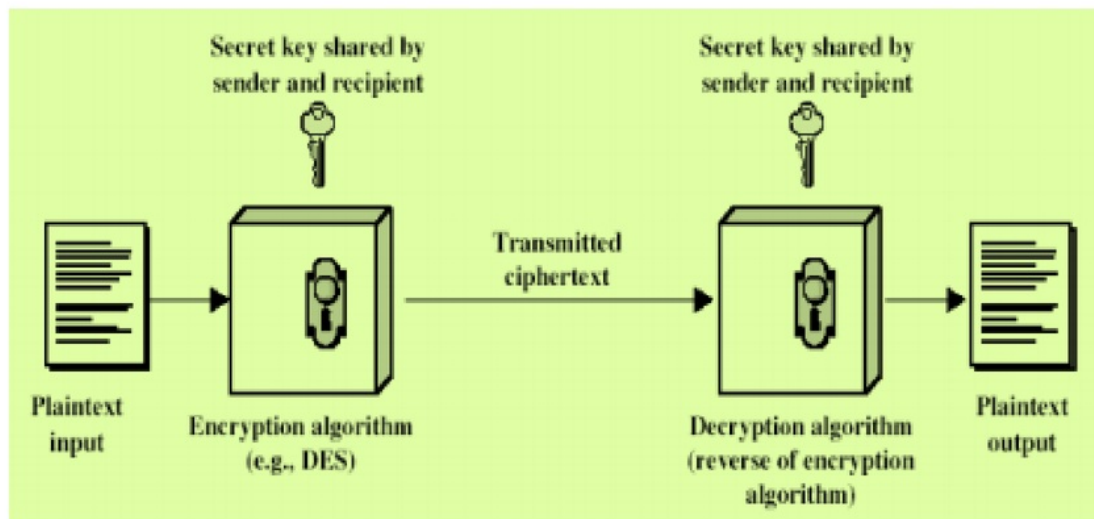 Secret key shared by
sender and recipient
Secret key shared by
sender and recipient
Transmitted
ciphertext
Plaintext
input
Encryption algorithm
(e.g., DES)
Decryption algorithm
(reverse of encryption
algorithm)
Plaintext
output